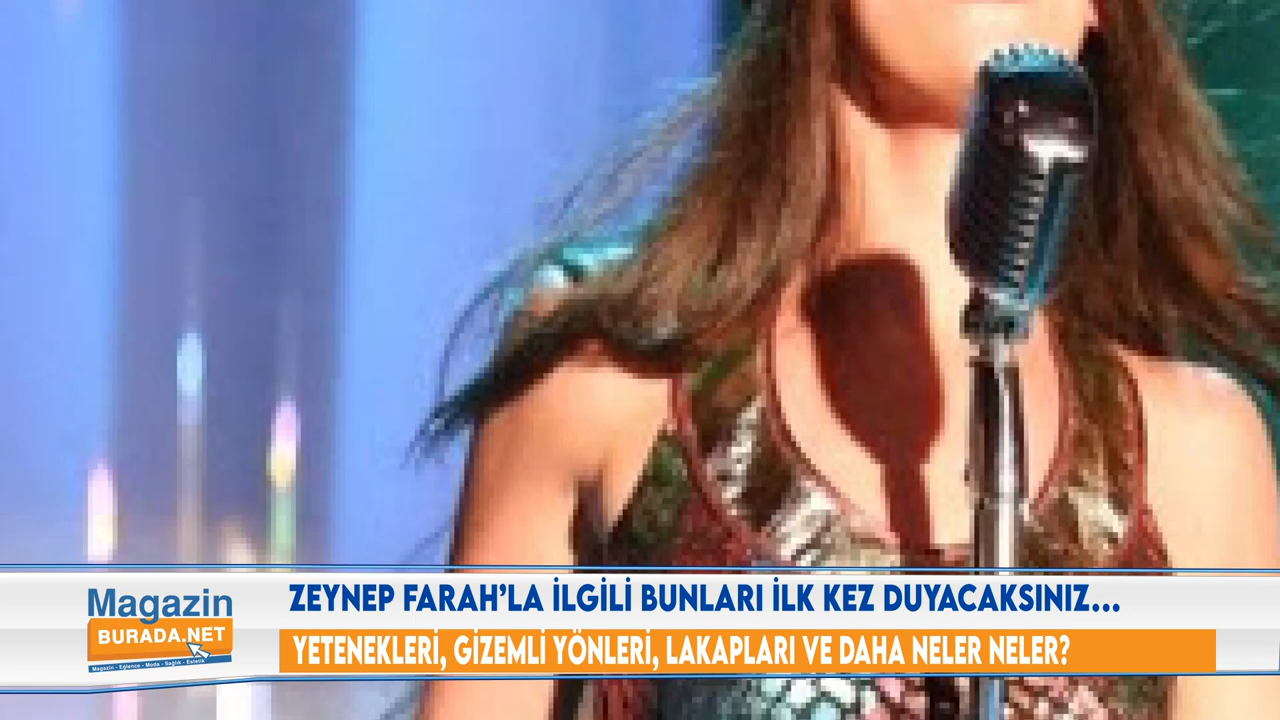 ZEYNEP FARAH’LA İLGİLİ BUNLARI İLK KEZ DUYACAKSINIZ...
Magazin
BURADA.NET
Magazin - Eğlence - Moda - Sağlık - Estetik
YETENEKLERİ, GİZEMLİ YÖNLERİ, LAKAPLARI VE DAHA NELER NELER?